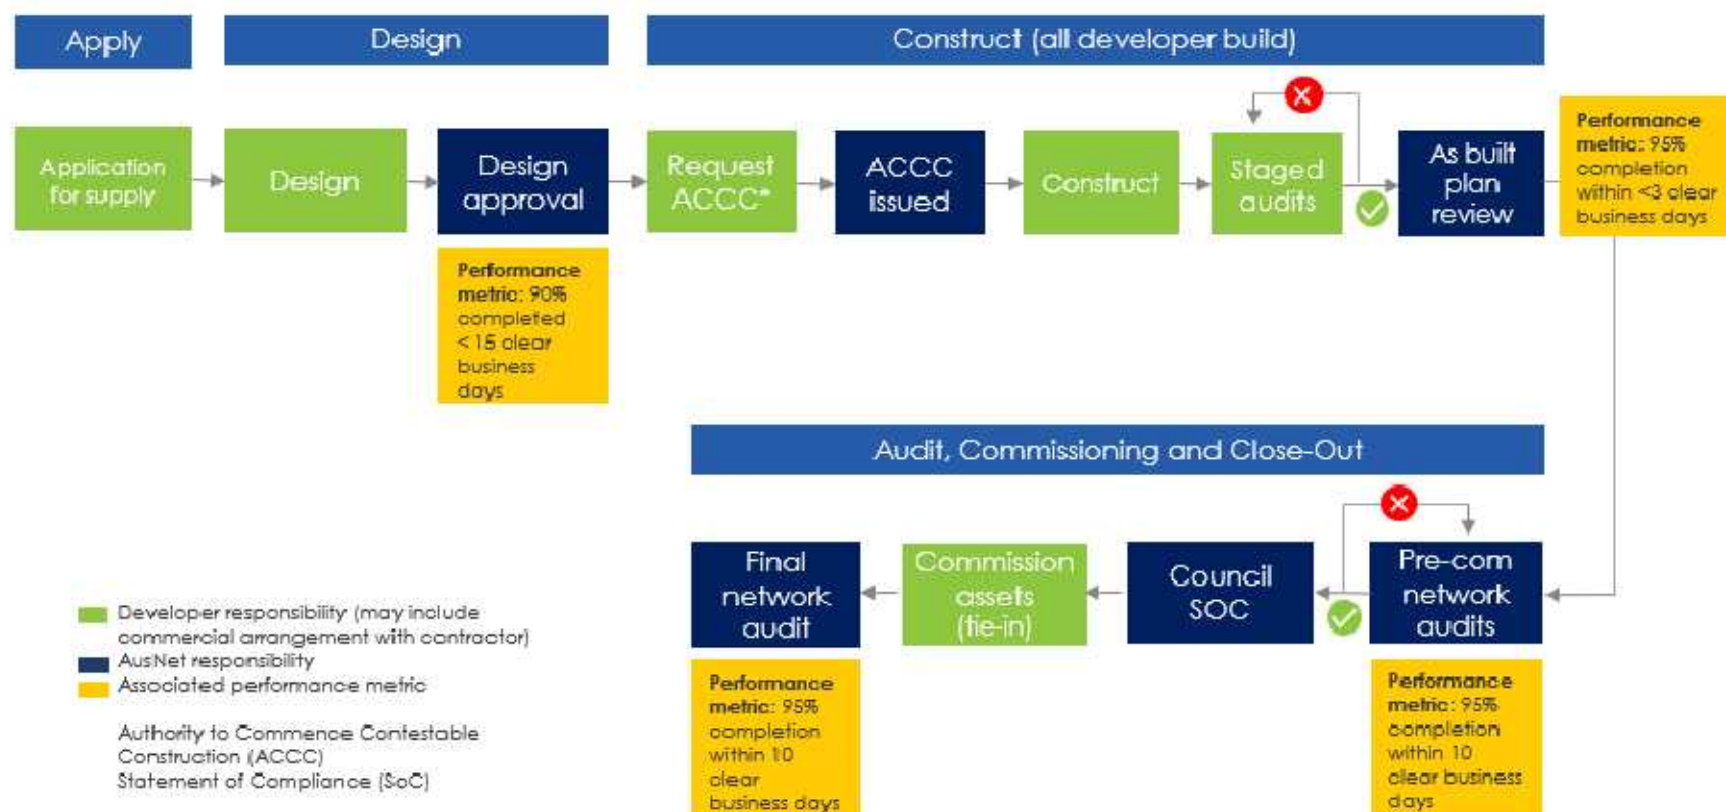 Apply
Design
Construct (all developer build)
Application
for supply
Design
Design
approval
Request
ACCC*
ACCC
issued
Construct
Staged
audits
As built
plan
review
Performance
metric: 95%
completion
within <3 clear
business days
Performance
metric: 90%
completed
< 15 clear
business
days
Audit, Commissioning and Close-Out
Final
network
audit
Commission
assets
(tie-in)
Council
SOC
Pre-com
network
audits
Performance
metric: 95%
completion
within 10
clear
business days
Performance
metric: 95%
completion
within 10
clear business
days
Developer responsibility (may include
commercial arrangement with contractor)
AusNet responsibility
Associated performance metric
Authority to Commence Contestable
Construction (ACCC)
Statement of Compliance (SoC)